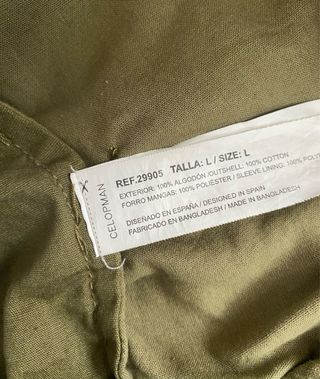 X CELOPMAN
REF.29905 TALLA: L / SIZE: L
EXTERIOR: 100% ALGODÓN /OUTSHELL: 100% COTTON
FORRO MANGAS: 100% POLIÉSTER / SLEEVE LINING: 100% POLY
DISEÑADO EN ESPAÑA / DESIGNED IN SPAIN
FABRICADO EN BANGLADESH / MADE IN BANGLADESH